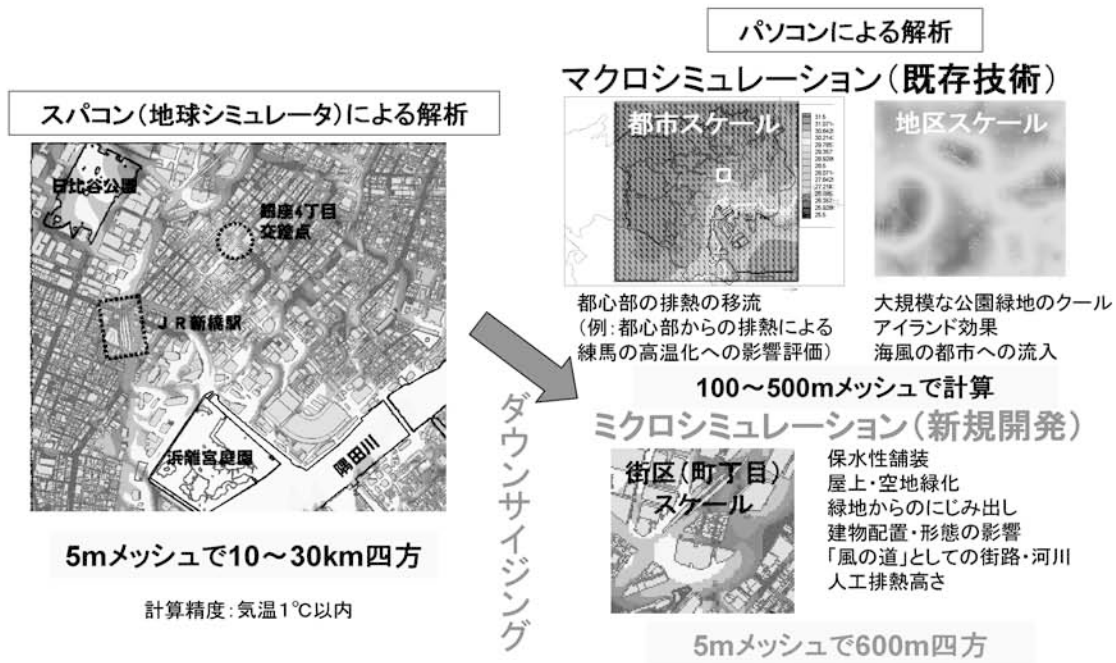 スパコン(地球シミュレータ)による解析
日比谷公園
銀座4丁目
交差点
JR新橋駅
浜離宮庭園
隅田川
5mメッシュで10～30km四方
計算精度:気温1℃以内
ダウンサイジング
パソコンによる解析
マクロシミュレーション(既存技術)
都市スケール
地区スケール
都心部の排熱の移流
(例:都心部からの排熱による
練馬の高温化への影響評価)
大規模な公園緑地のクール
アイランド効果
海風の都市への流入
100～500mメッシュで計算
ミクロシミュレーション(新規開発)
街区(町丁目)
スケール
保水性舗装
屋上・空地緑化
緑地からのにじみ出し
建物配置・形態の影響
「風の道」としての街路・河川
人工排熱高さ
5mメッシュで600m四方